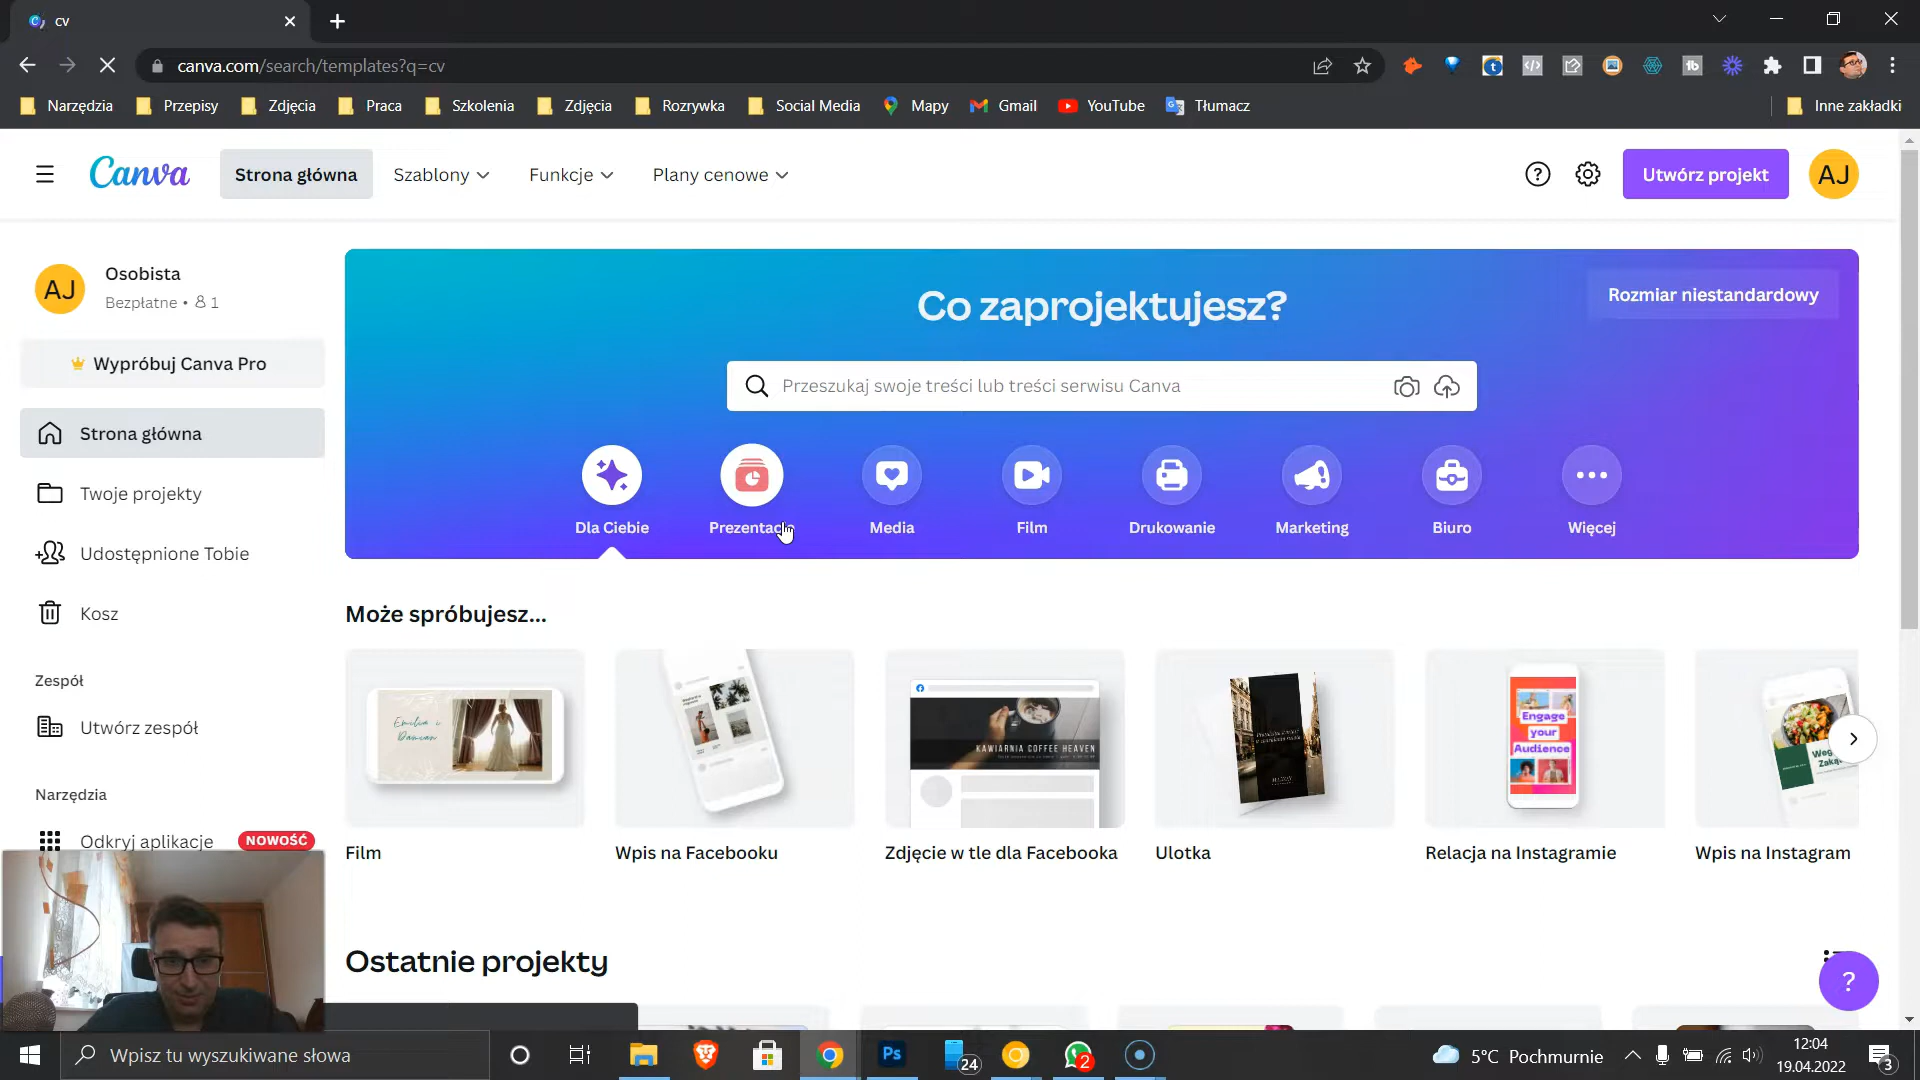 cv
canva.com/search/templates?q=cv
Narzędzia
Przepisy
Zdjęcia
Praca
Szkolenia
Zdjęcia
Rozrywka
Social Media
Mapy
Gmail
YouTube
Tłumacz
Inne zakładki
Canva
Strona główna
Szablony
Funkcje
Plany cenowe
Utwórz projekt
AJ
AJ
Osobista
Bezpłatne • 1
Wypróbuj Canva Pro
Strona główna
Twoje projekty
Udostępnione Tobie
Kosz
Zespół
Utwórz zespół
Narzędzia
Odkryj aplikacje
NOWOŚĆ
Co zaprojektujesz?
Rozmiar niestandardowy
Przeszukaj swoje treści lub treści serwisu Canva
Dla Ciebie
Prezentacje
Media
Film
Drukowanie
Marketing
Biuro
Więcej
Może spróbujesz...
Emilia i
Damian
KAWIARNIA COFFEE HEAVEN
Engage
your
Audience
Film
Wpis na Facebooku
Zdjęcie w tle dla Facebooka
Ulotka
Relacja na Instagramie
Wpis na Instagram
Ostatnie projekty
?
Wpisz tu wyszukiwane słowa
Ps
24
2
5°C Pochmurnie
12:04
19.04.2022
3